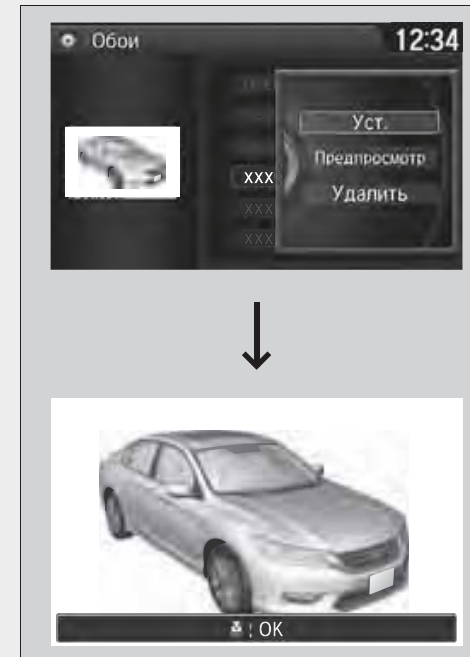 Обои
12:34
Уст.
Предпросмотр
XXX
Удалить
XXX
XXX
: OK